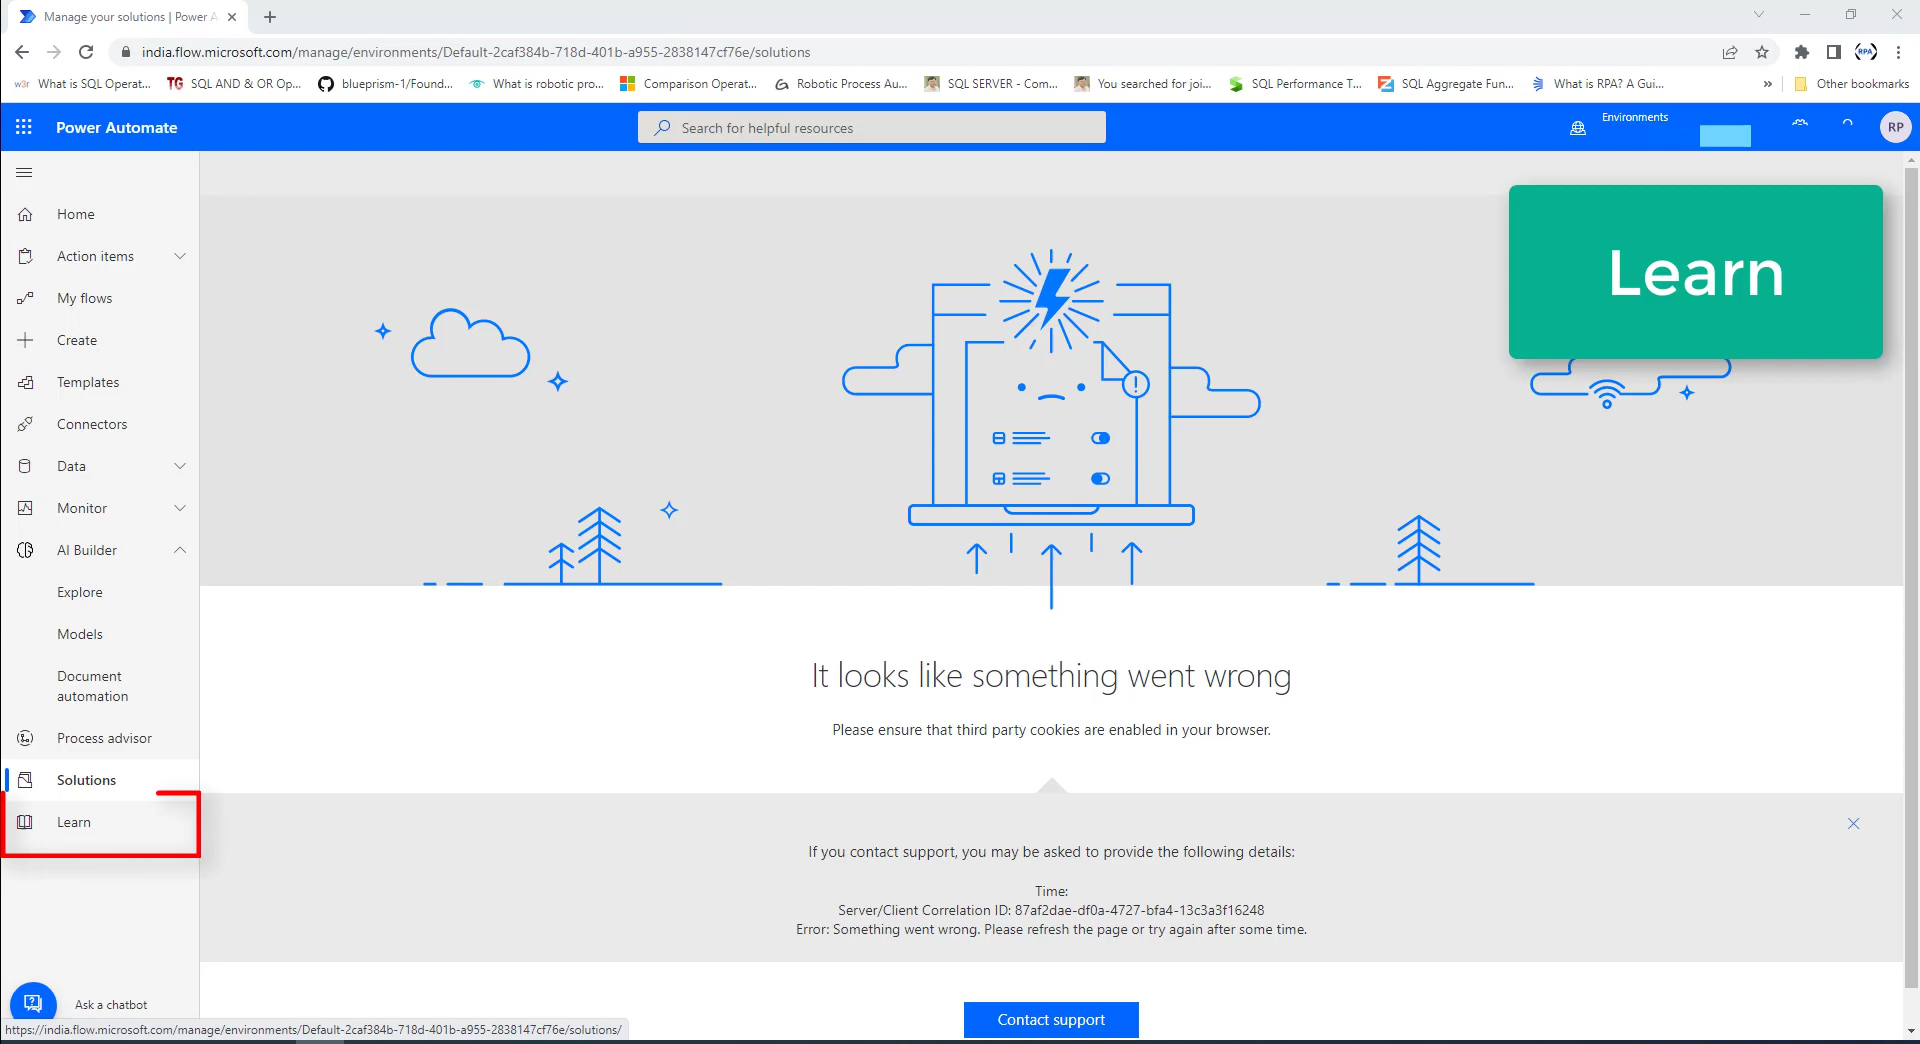 Manage your solutions | Power A
india.flow.microsoft.com/manage/environments/Default-2caf384b-718d-401b-a955-2838147cf76e/solutions
RPA
w3r What is SQL Operat...
TG SQL AND & OR Op...
blueprism-1/Found...
What is robotic pro...
Comparison Operat...
Robotic Process Au...
SQL SERVER - Com...
You searched for joi...
SQL Performance T...
SQL Aggregate Fun...
What is RPA? A Gui...
»
Other bookmarks
Power Automate
Search for helpful resources
Environments
RP
Home
Action items
My flows
Create
Templates
Connectors
Data
Monitor
AI Builder
Explore
Models
Document
automation
Process advisor
Solutions
Learn
Ask a chatbot
Learn
It looks like something went wrong
Please ensure that third party cookies are enabled in your browser.
If you contact support, you may be asked to provide the following details:
Time:
Server/Client Correlation ID: 87af2dae-df0a-4727-bfa4-13c3a3f16248
Error: Something went wrong. Please refresh the page or try again after some time.
Contact support
https://india.flow.microsoft.com/manage/environments/Default-2caf384b-718d-401b-a955-2838147cf76e/solutions/